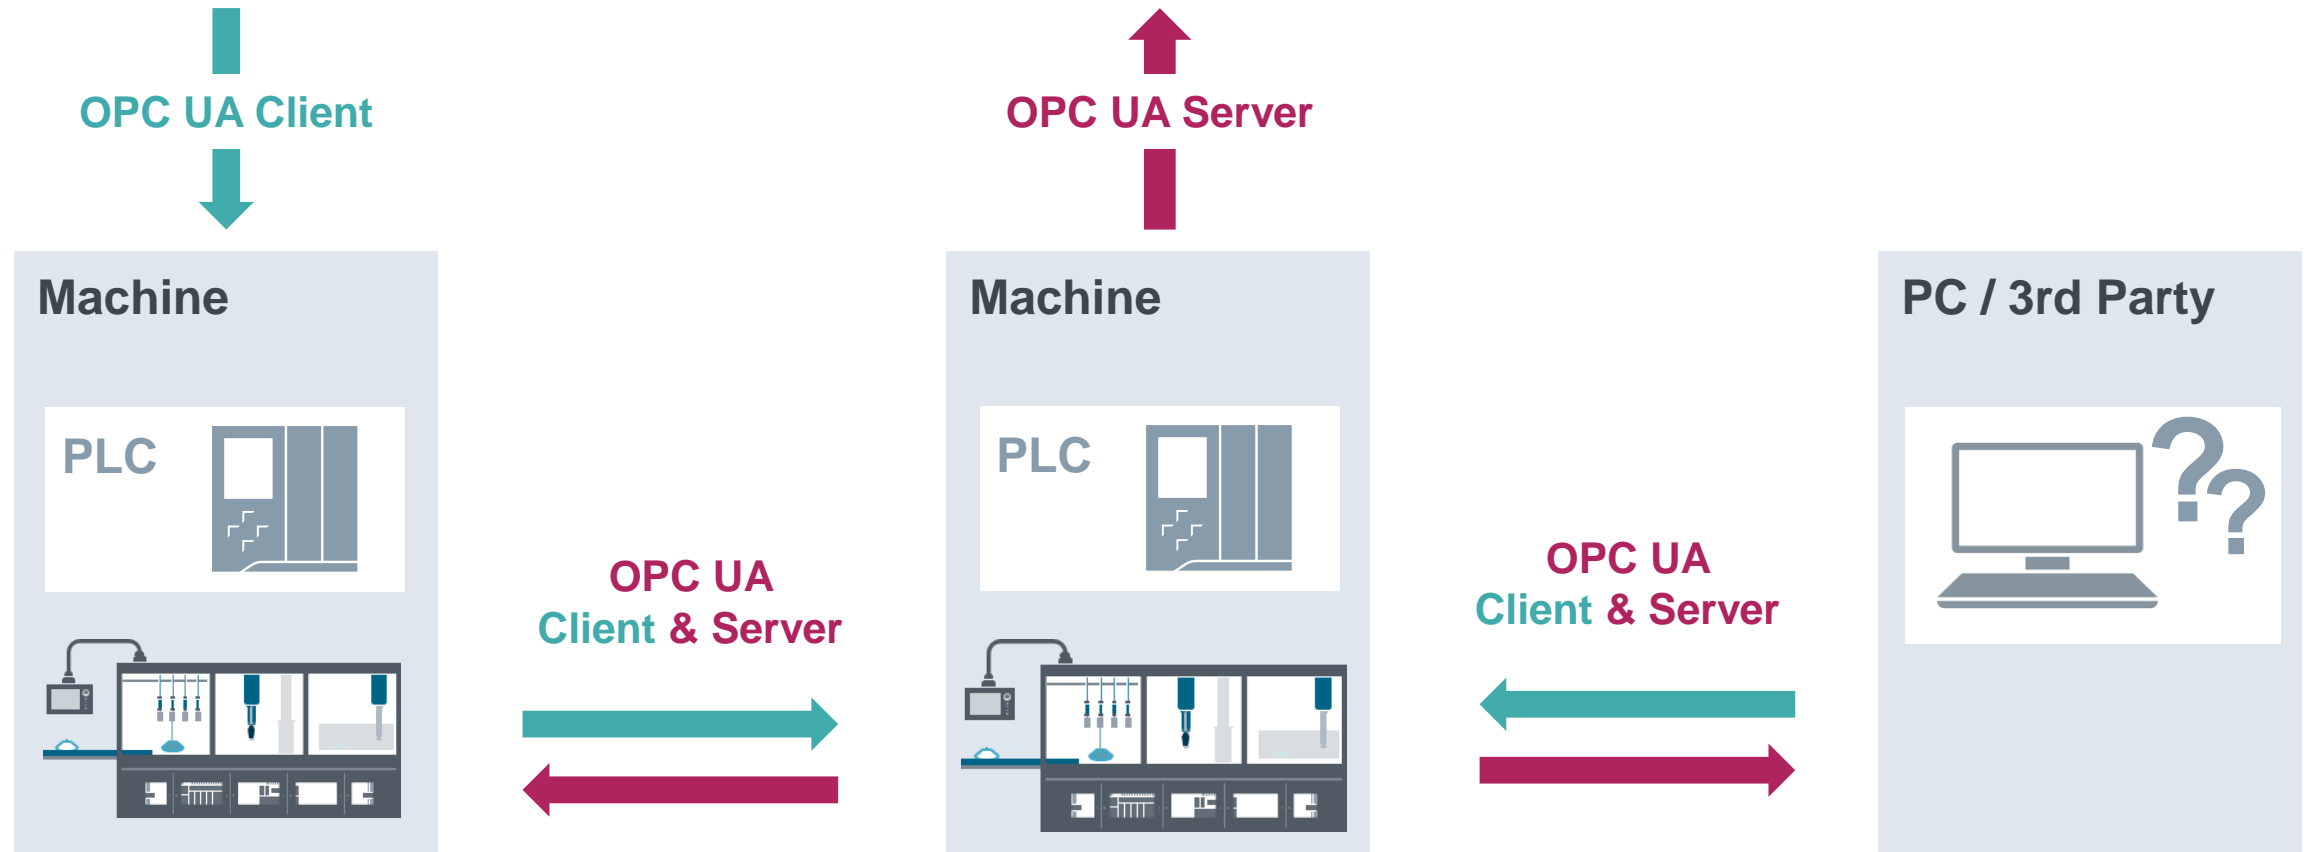 OPC UA Client
OPC UA Server
Machine
Machine
PC / 3rd Party
PLC
PLC
??
OPC UA
Client & Server
OPC UA
Client & Server